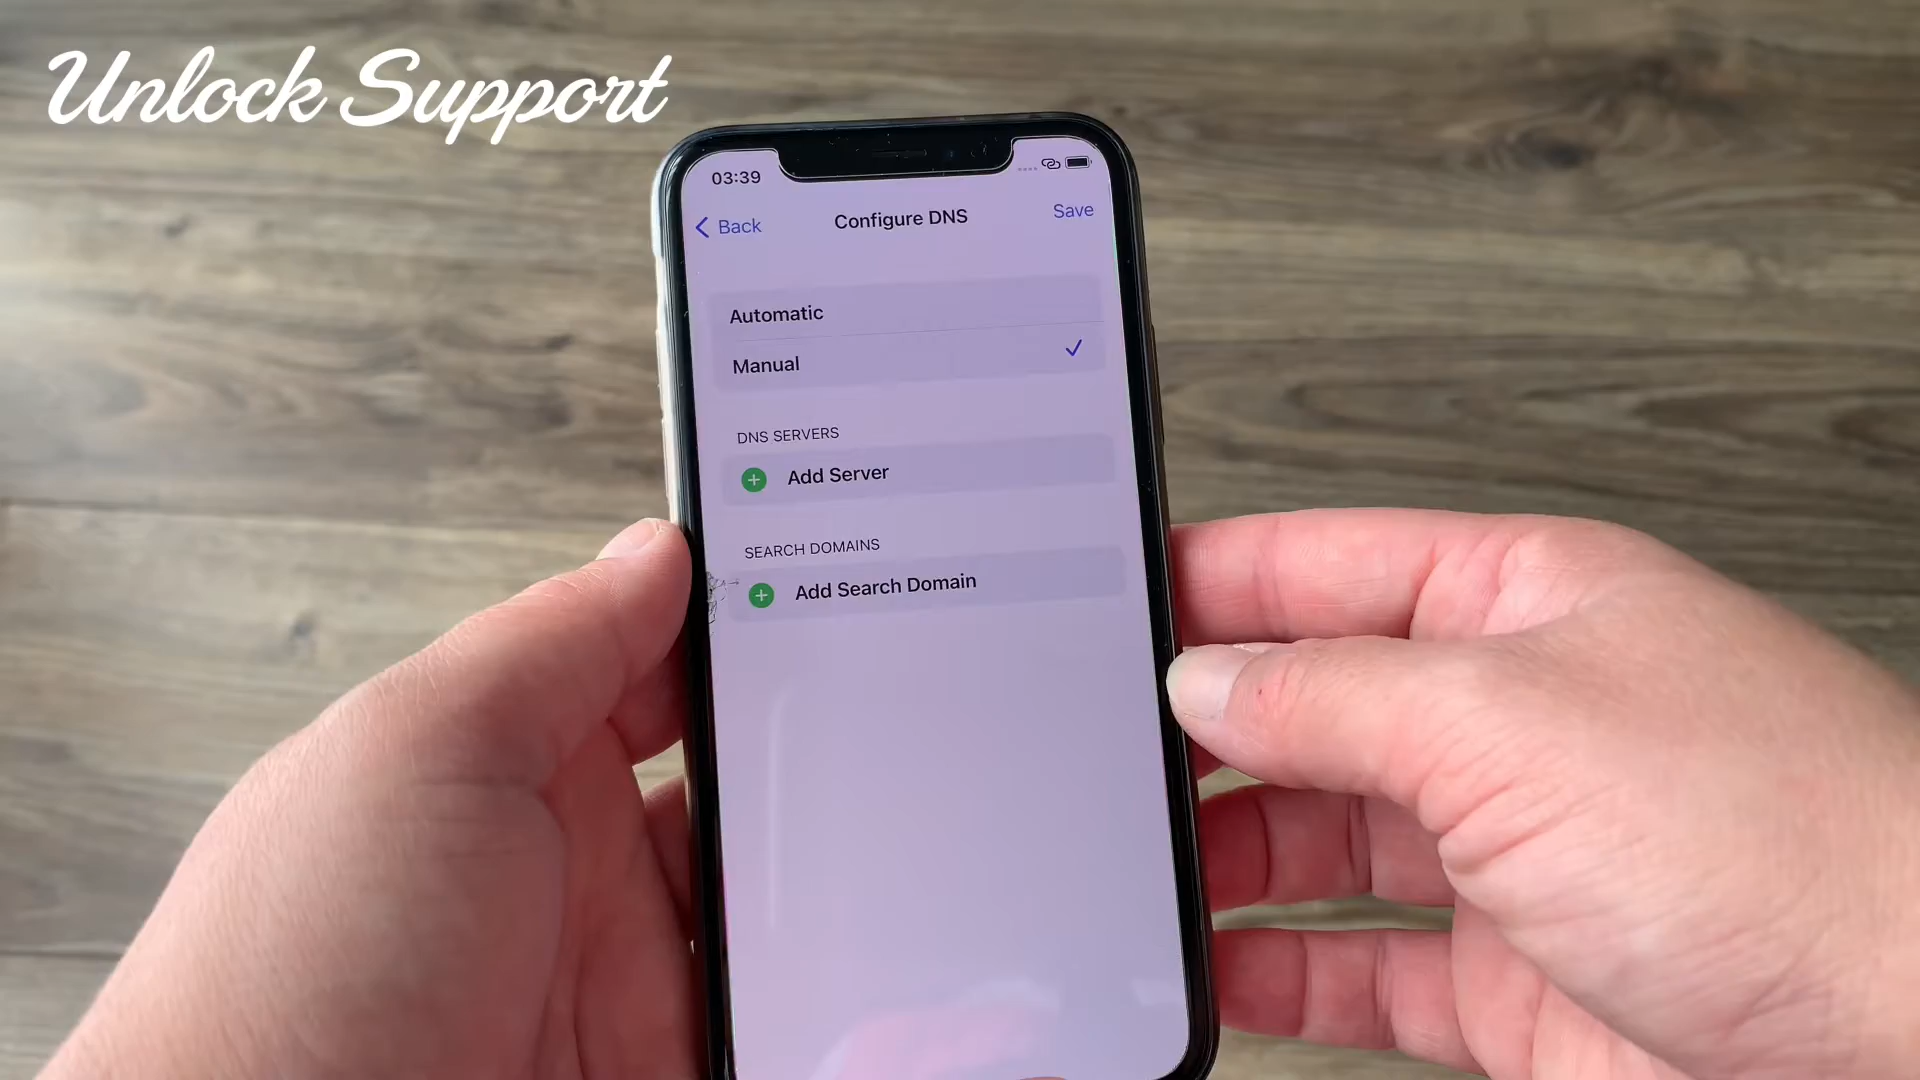 Unlock Support
03:39
Back
Configure DNS
Save
Automatic
Manual
DNS SERVERS
Add Server
SEARCH DOMAINS
Add Search Domain